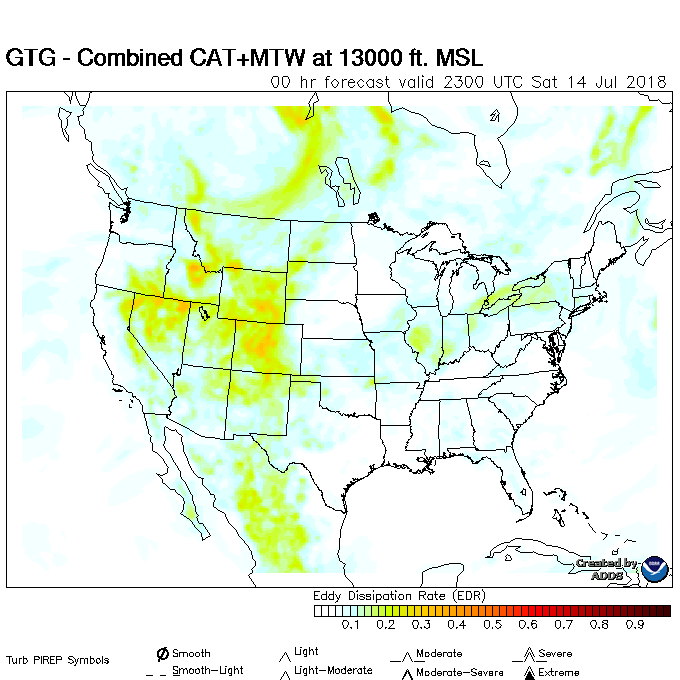 GTG - Combined CAT+MTW at 13000 ft. MSL
00 hr forecast valid 2300 UTC Sat 14 Jul 2018
Created by
ADDS
Eddy Dissipation Rate (EDR)
0.1 0.2 0.3 0.4 0.5 0.6 0.7 0.8 0.9
Turb PIREP Symbols
Smooth Light Moderate Severe
Smooth-Light Light-Moderate Moderate-Severe Extreme